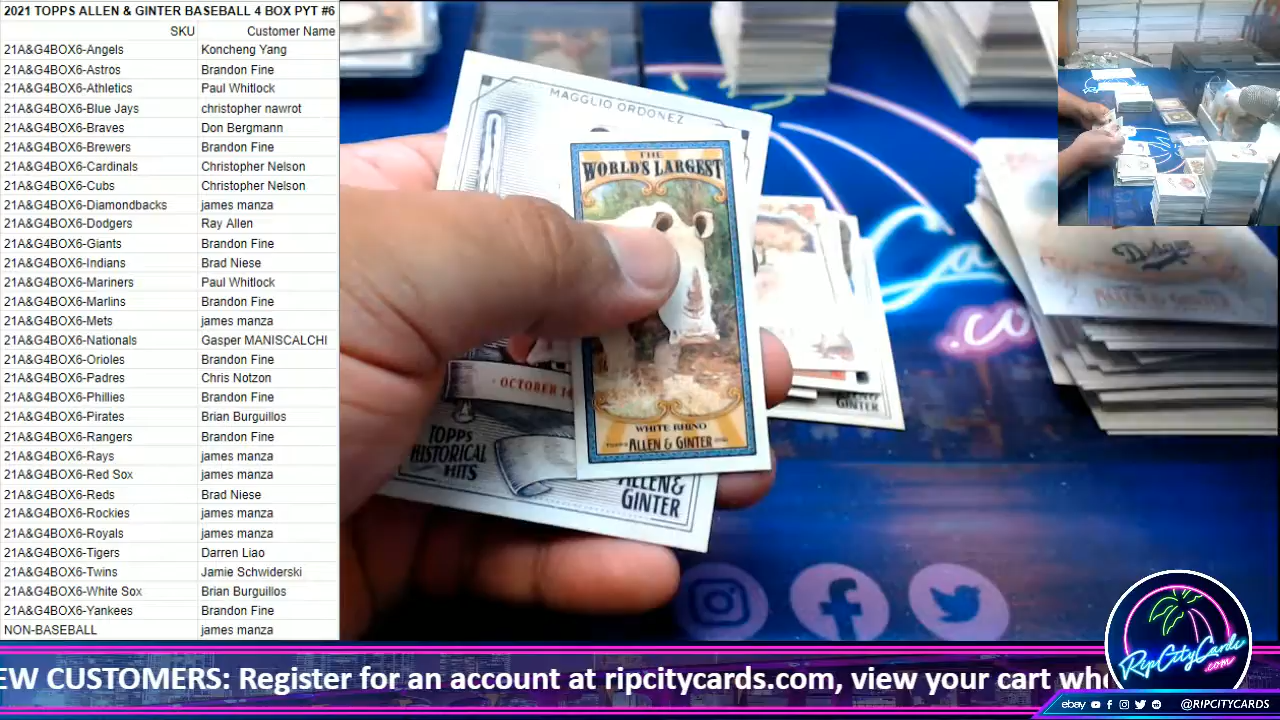 2021 TOPPS ALLEN & GINTER BASEBALL 4 BOX PYT #6
SKU Customer Name
21A&G4BOX6-Angels Koncheng Yang
21A&G4BOX6-Astros Brandon Fine
21A&G4BOX6-Athletics Paul Whitlock
21A&G4BOX6-Blue Jays christopher nawrot
21A&G4BOX6-Braves Don Bergmann
21A&G4BOX6-Brewers Brandon Fine
21A&G4BOX6-Cardinals Christopher Nelson
21A&G4BOX6-Cubs Christopher Nelson
21A&G4BOX6-Diamondbacks james manza
21A&G4BOX6-Dodgers Ray Allen
21A&G4BOX6-Giants Brandon Fine
21A&G4BOX6-Indians Brad Niese
21A&G4BOX6-Mariners Paul Whitlock
21A&G4BOX6-Marlins Brandon Fine
21A&G4BOX6-Mets james manza
21A&G4BOX6-Nationals Gasper MANISCALCHI
21A&G4BOX6-Orioles Brandon Fine
21A&G4BOX6-Padres Chris Notzon
21A&G4BOX6-Phillies Brandon Fine
21A&G4BOX6-Pirates Brian Burguillos
21A&G4BOX6-Rangers Brandon Fine
21A&G4BOX6-Rays james manza
21A&G4BOX6-Red Sox james manza
21A&G4BOX6-Reds Brad Niese
21A&G4BOX6-Rockies james manza
21A&G4BOX6-Royals james manza
21A&G4BOX6-Tigers Darren Liao
21A&G4BOX6-Twins Jamie Schwiderski
21A&G4BOX6-White Sox Brian Burguillos
21A&G4BOX6-Yankees Brandon Fine
NON-BASEBALL james manza
MAGGLIO ORDONEZ
THE
WORLD'S LARGEST
WHITE RHINO
TOPPS ALLEN & GINTER
· OCTOBER 14
TOPPS
HISTORICAL
HITS
ALLEN &
GINTER
GINTER
Dodgers
ALLEN & GINTER
.CO
EW CUSTOMERS: Register for an account at ripcitycards.com, view your cart
RipCityCards
.com
ebay @RIPCITYCARDS